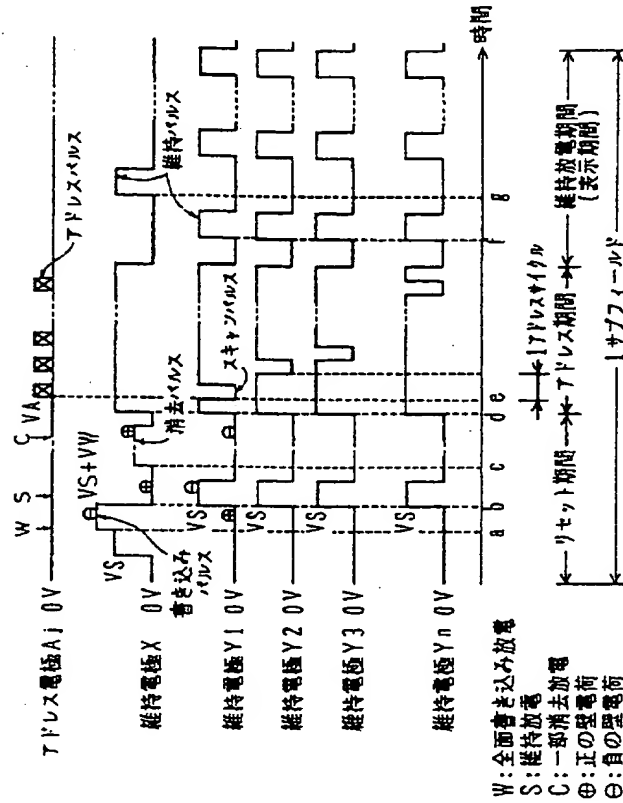 アドレス電極Aj 0V
W S C VA
アドレスパルス
維持電極X 0V
VS
VS+VW
書き込み
パルス
消去パルス
維持パルス
維持電極Y1 0V
VS
スキャンパルス
維持電極Y2 0V
VS
維持電極Y3 0V
VS
維持電極Yn 0V
VS
時間
a b c d e f g
1アドレスサイクル
リセット期間
アドレス期間
維持放電期間
(表示期間)
1サブフィールド
W:全面書き込み放電
S:維持放電
C:一部消去放電
⊕:正の壁電荷
⊖:負の壁電荷